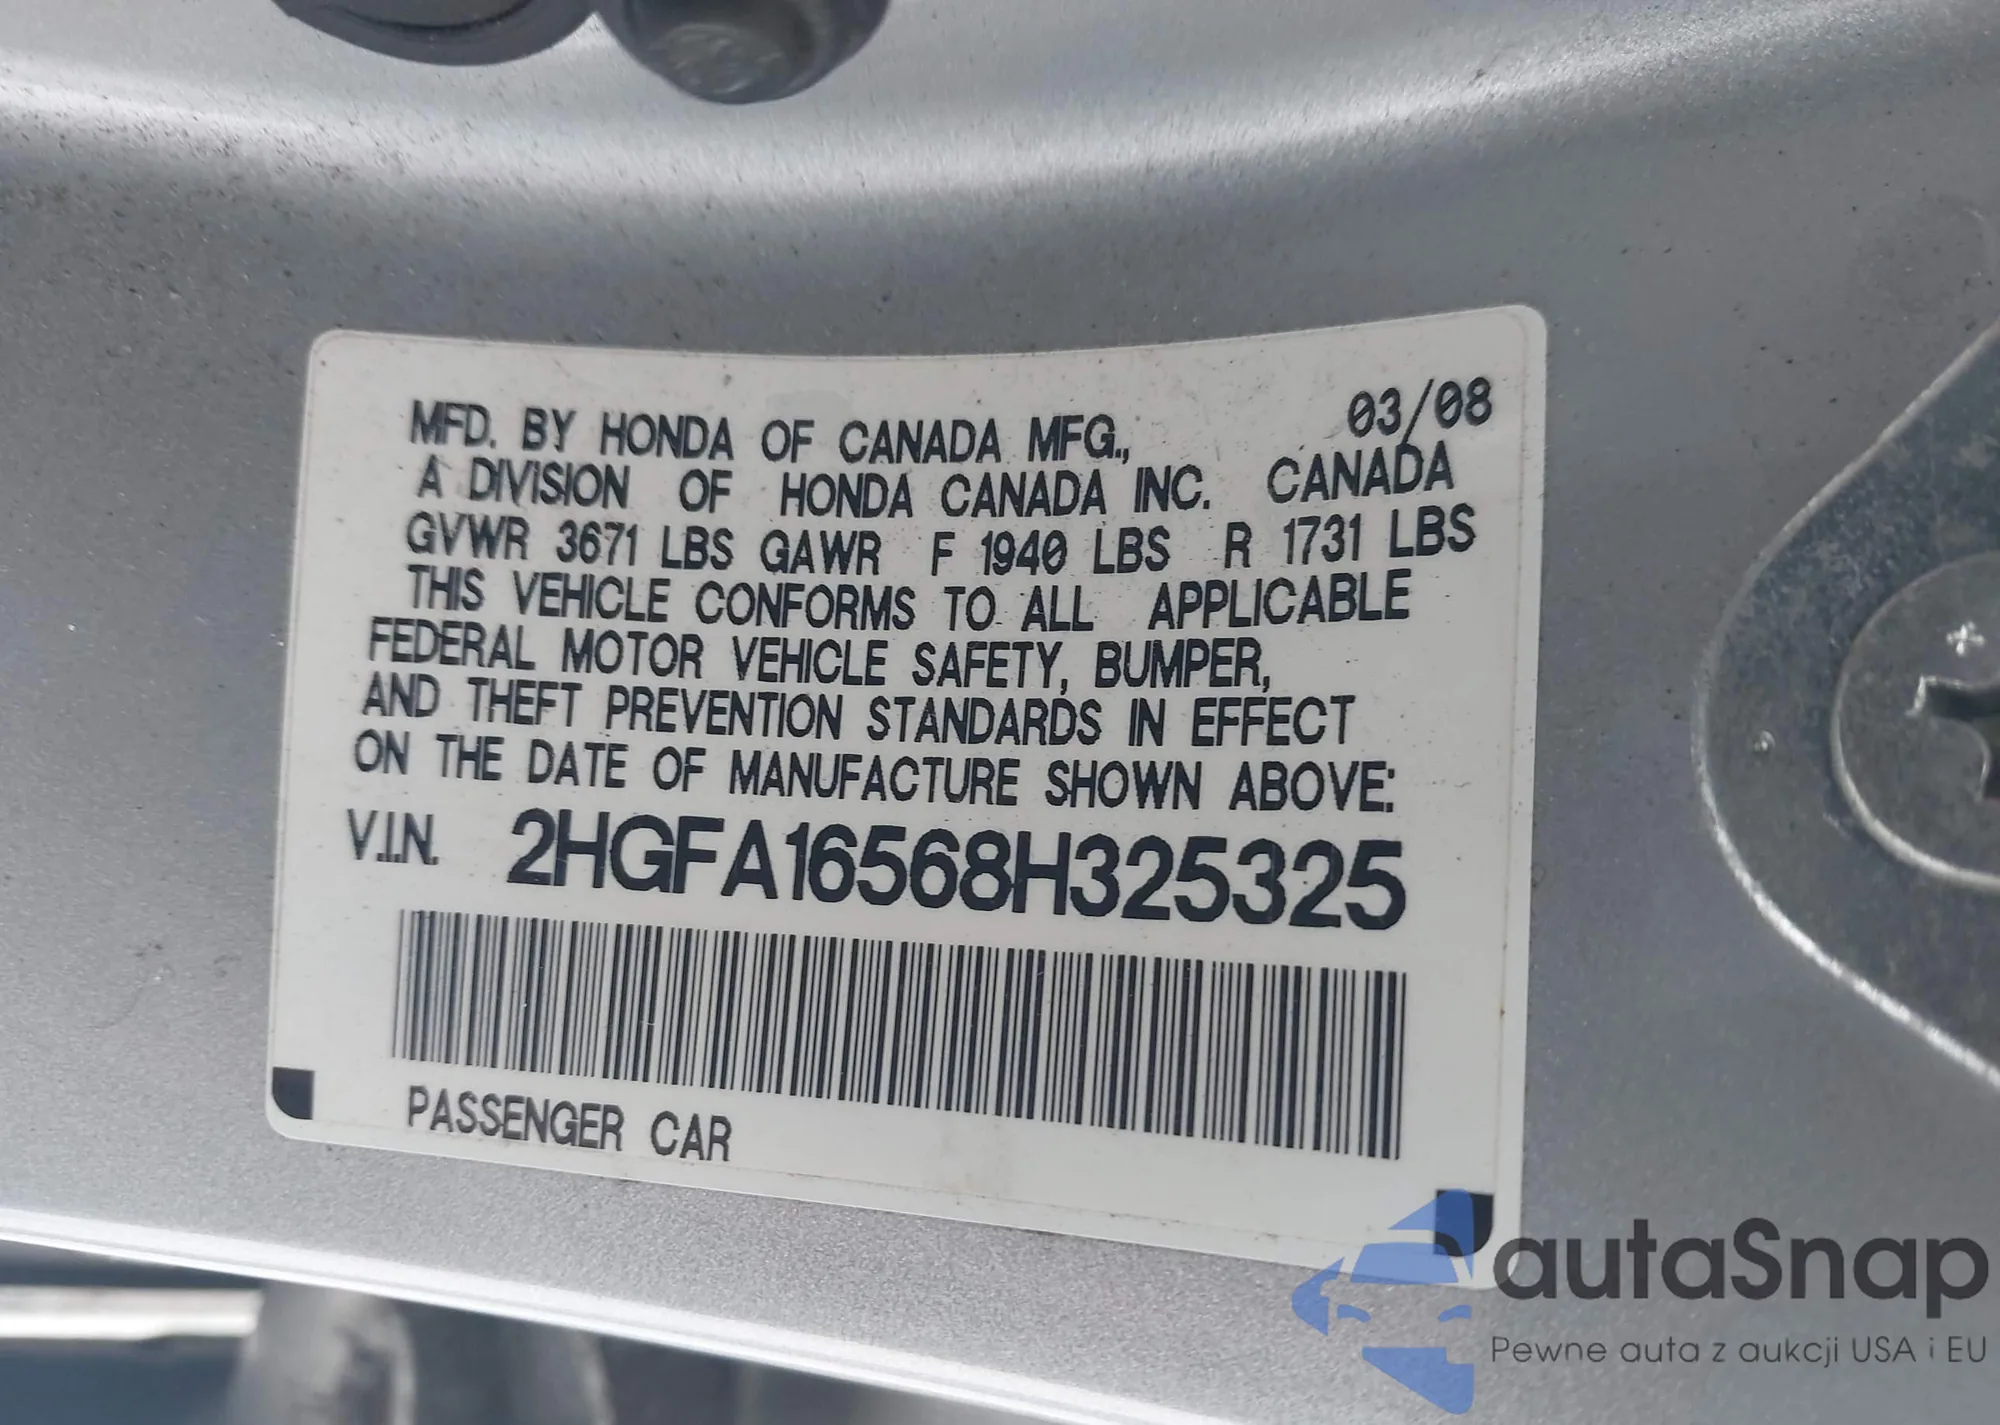 MFD. BY HONDA OF CANADA MFG., 03/08
A DIVISION OF HONDA CANADA INC. CANADA
GVWR 3671 LBS GAWR F 1940 LBS R 1731 LBS
THIS VEHICLE CONFORMS TO ALL APPLICABLE
FEDERAL MOTOR VEHICLE SAFETY, BUMPER,
AND THEFT PREVENTION STANDARDS IN EFFECT
ON THE DATE OF MANUFACTURE SHOWN ABOVE:
V.I.N. 2HGFA16568H325325
PASSENGER CAR
autaSnap
Pewne auta z aukcji USA i EU